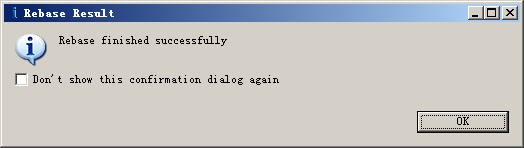 Rebase Result
Rebase finished successfully
Don't show this confirmation dialog again
OK